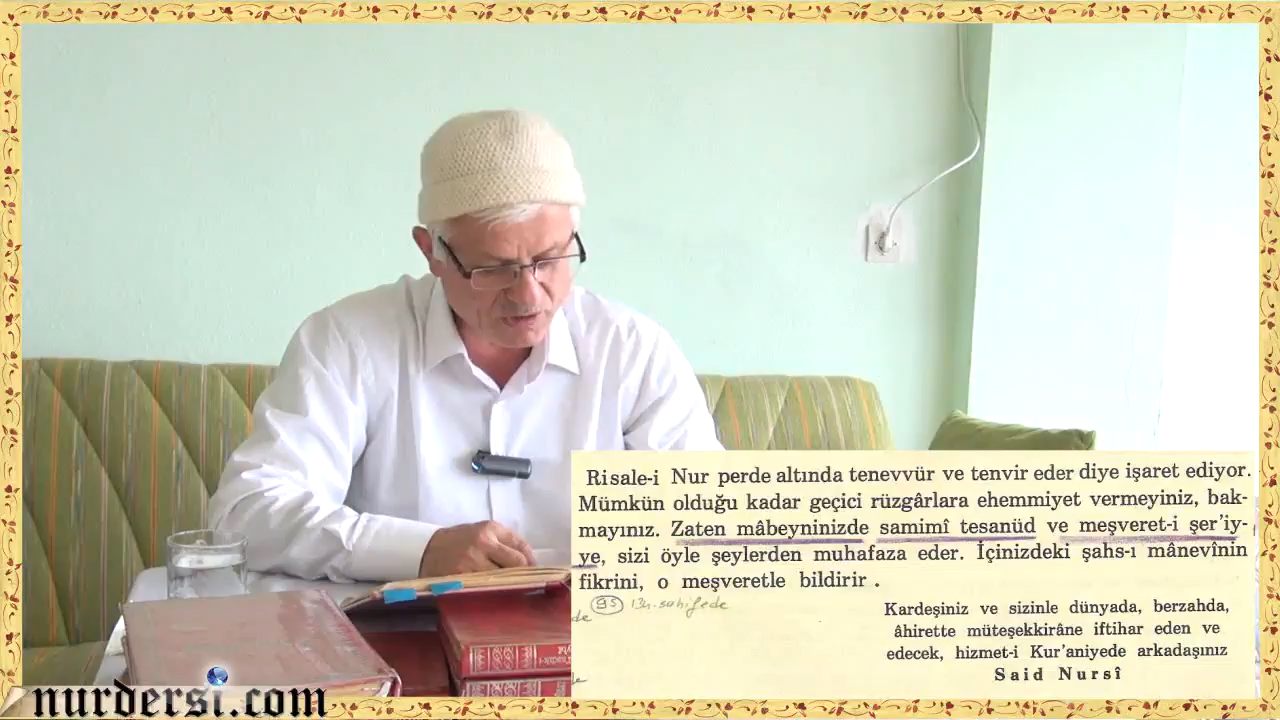 Risale-i Nur perde altında tenevvür ve tenvir eder diye işaret ediyor.
Mümkün olduğu kadar geçici rüzgârlara ehemmiyet vermeyiniz, bak-
mayınız. Zaten mâbeyninizde samimî tesanüd ve meşveret-i şer'iy-
ye, sizi öyle şeylerden muhafaza eder. İçinizdeki şahs-ı mânevînin
fikrini, o meşveretle bildirir.
95 134. sahifede
de
Kardeşiniz ve sizinle dünyada, berzahda,
âhirette müteşekkirâne iftihar eden ve
edecek, hizmet-i Kur'aniyede arkadaşınız
Said Nursî
nurdersi.com